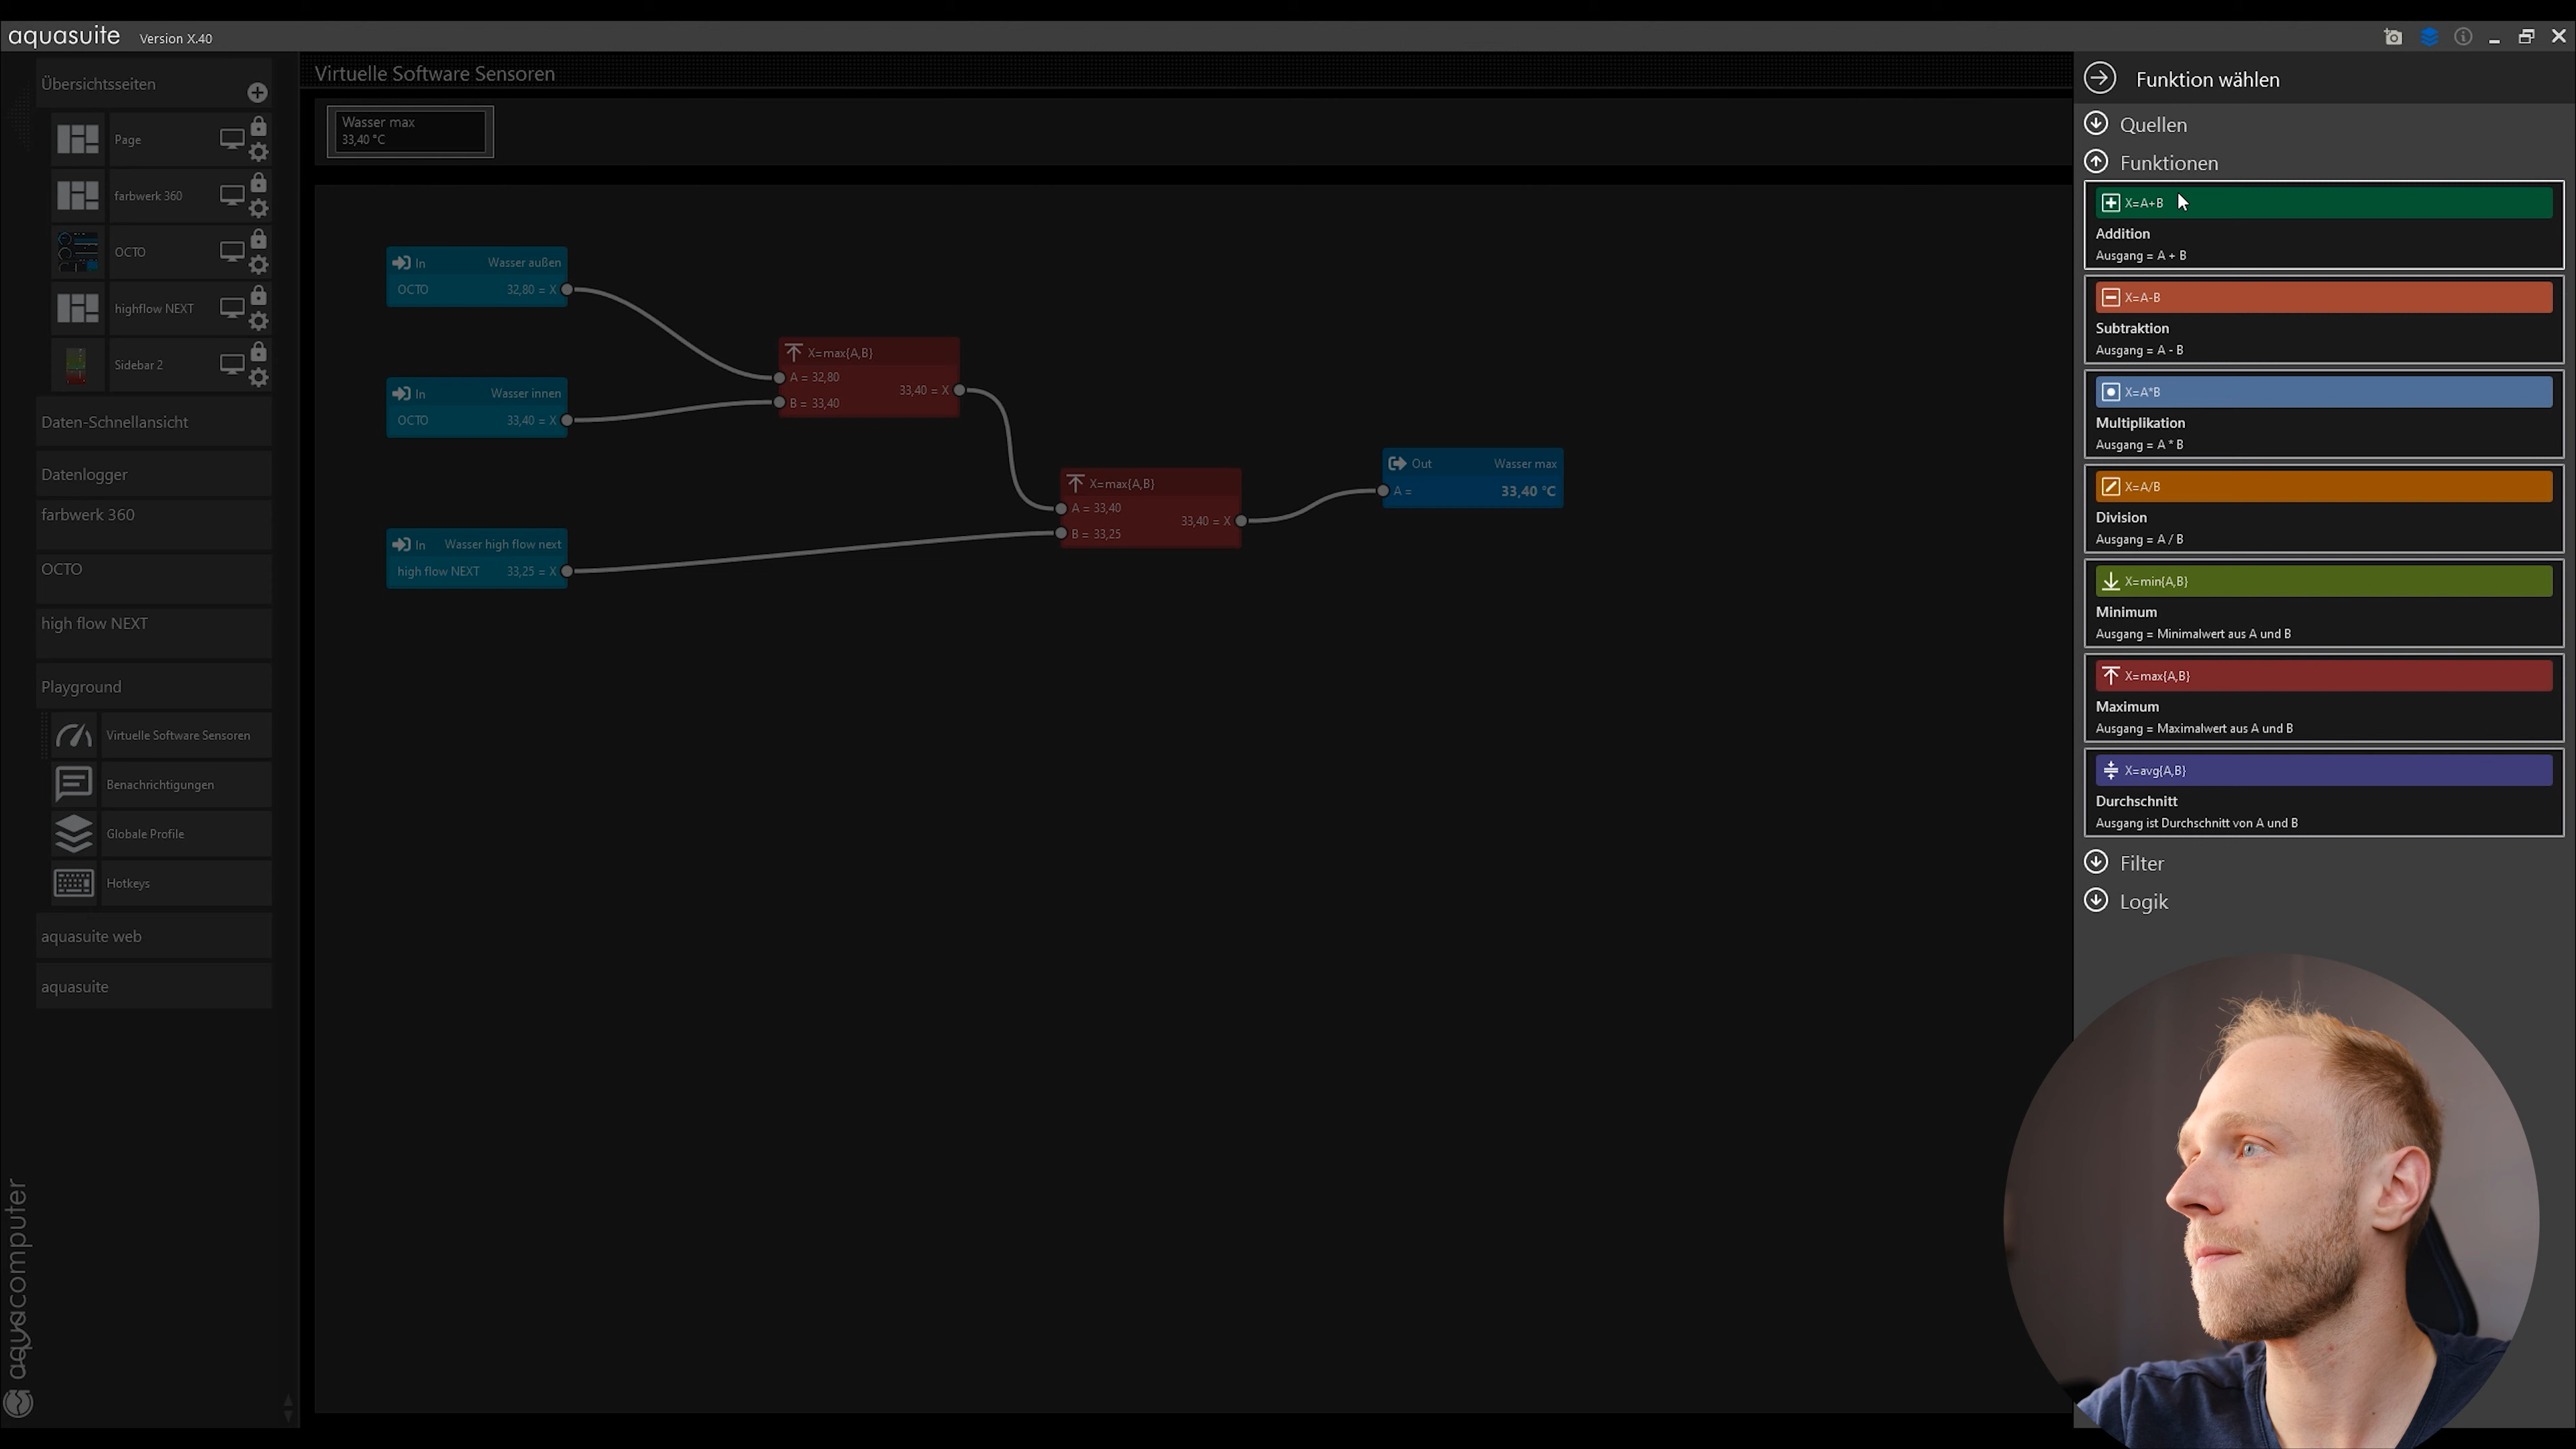 aquasuite Version X.40
Übersichtsseiten
Page
farbwerk 360
OCTO
highflow NEXT
Sidebar 2
Daten-Schnellansicht
Datenlogger
farbwerk 360
OCTO
high flow NEXT
Playground
Virtuelle Software Sensoren
Benachrichtigungen
Globale Profile
Hotkeys
aquasuite web
aquasuite
aquacomputer
Virtuelle Software Sensoren
Wasser max
33,40 °C
In Wasser außen
OCTO 32,80 = X
In Wasser innen
OCTO 33,40 = X
In Wasser high flow next
high flow NEXT 33,25 = X
X=max{A,B}
A = 32,80
33,40 = X
B = 33,40
X=max{A,B}
A = 33,40
33,40 = X
B = 33,25
Out Wasser max
A = 33,40 °C
Funktion wählen
Quellen
Funktionen
X=A+B
Addition
Ausgang = A + B
X=A-B
Subtraktion
Ausgang = A - B
X=A*B
Multiplikation
Ausgang = A * B
X=A/B
Division
Ausgang = A / B
X=min{A,B}
Minimum
Ausgang = Minimalwert aus A und B
X=max{A,B}
Maximum
Ausgang = Maximalwert aus A und B
X=avg{A,B}
Durchschnitt
Ausgang ist Durchschnitt von A und B
Filter
Logik